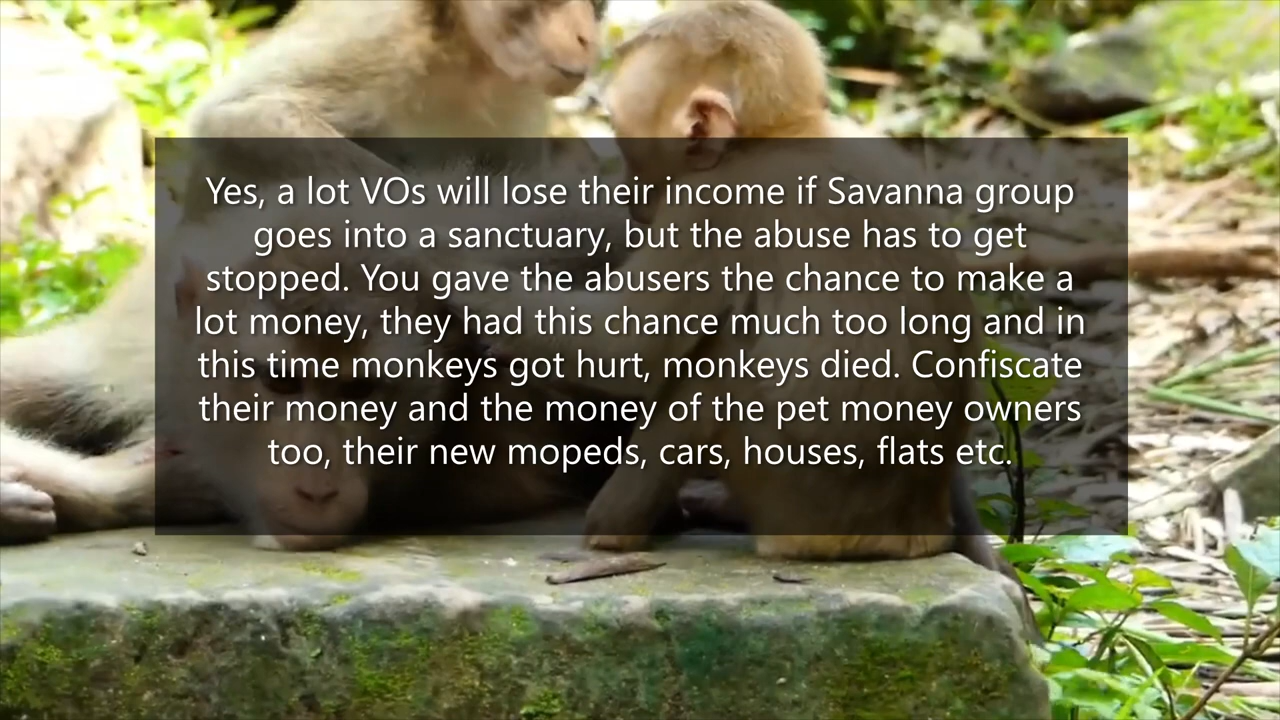 Yes, a lot VOs will lose their income if Savanna group
goes into a sanctuary, but the abuse has to get
stopped. You gave the abusers the chance to make a
lot money, they had this chance much too long and in
this time monkeys got hurt, monkeys died. Confiscate
their money and the money of the pet money owners
too, their new mopeds, cars, houses, flats etc.